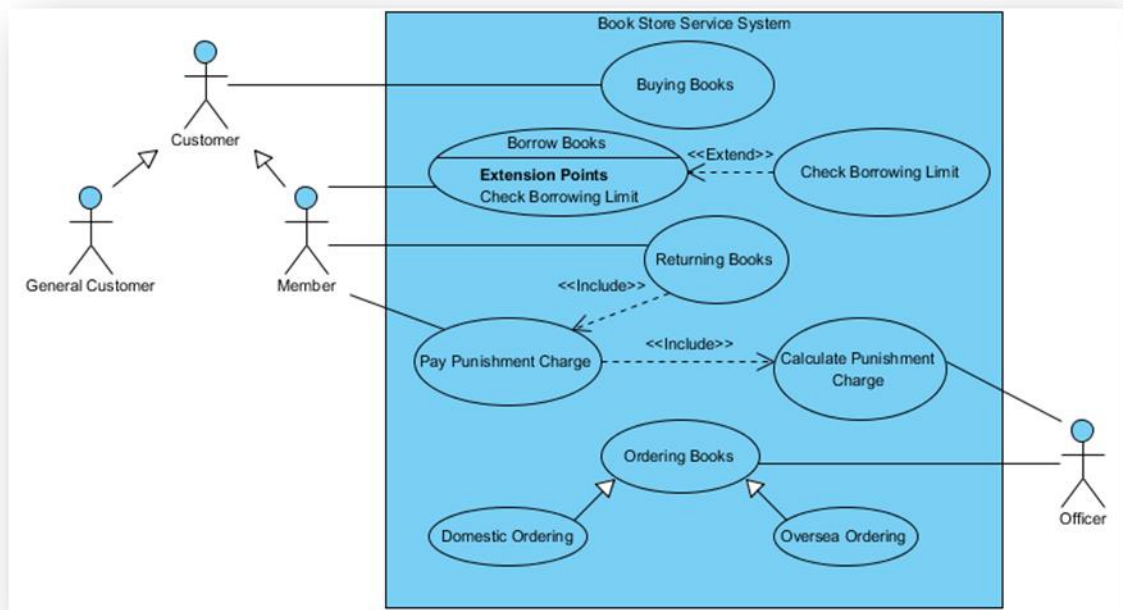 Book Store Service System
Buying Books
Customer
Borrow Books
<<Extend>>
Extension Points
Check Borrowing Limit
Check Borrowing Limit
General Customer
Member
Returning Books
<<Include>>
<<Include>>
Pay Punishment Charge
Calculate Punishment
Charge
Ordering Books
Domestic Ordering
Oversea Ordering
Officer